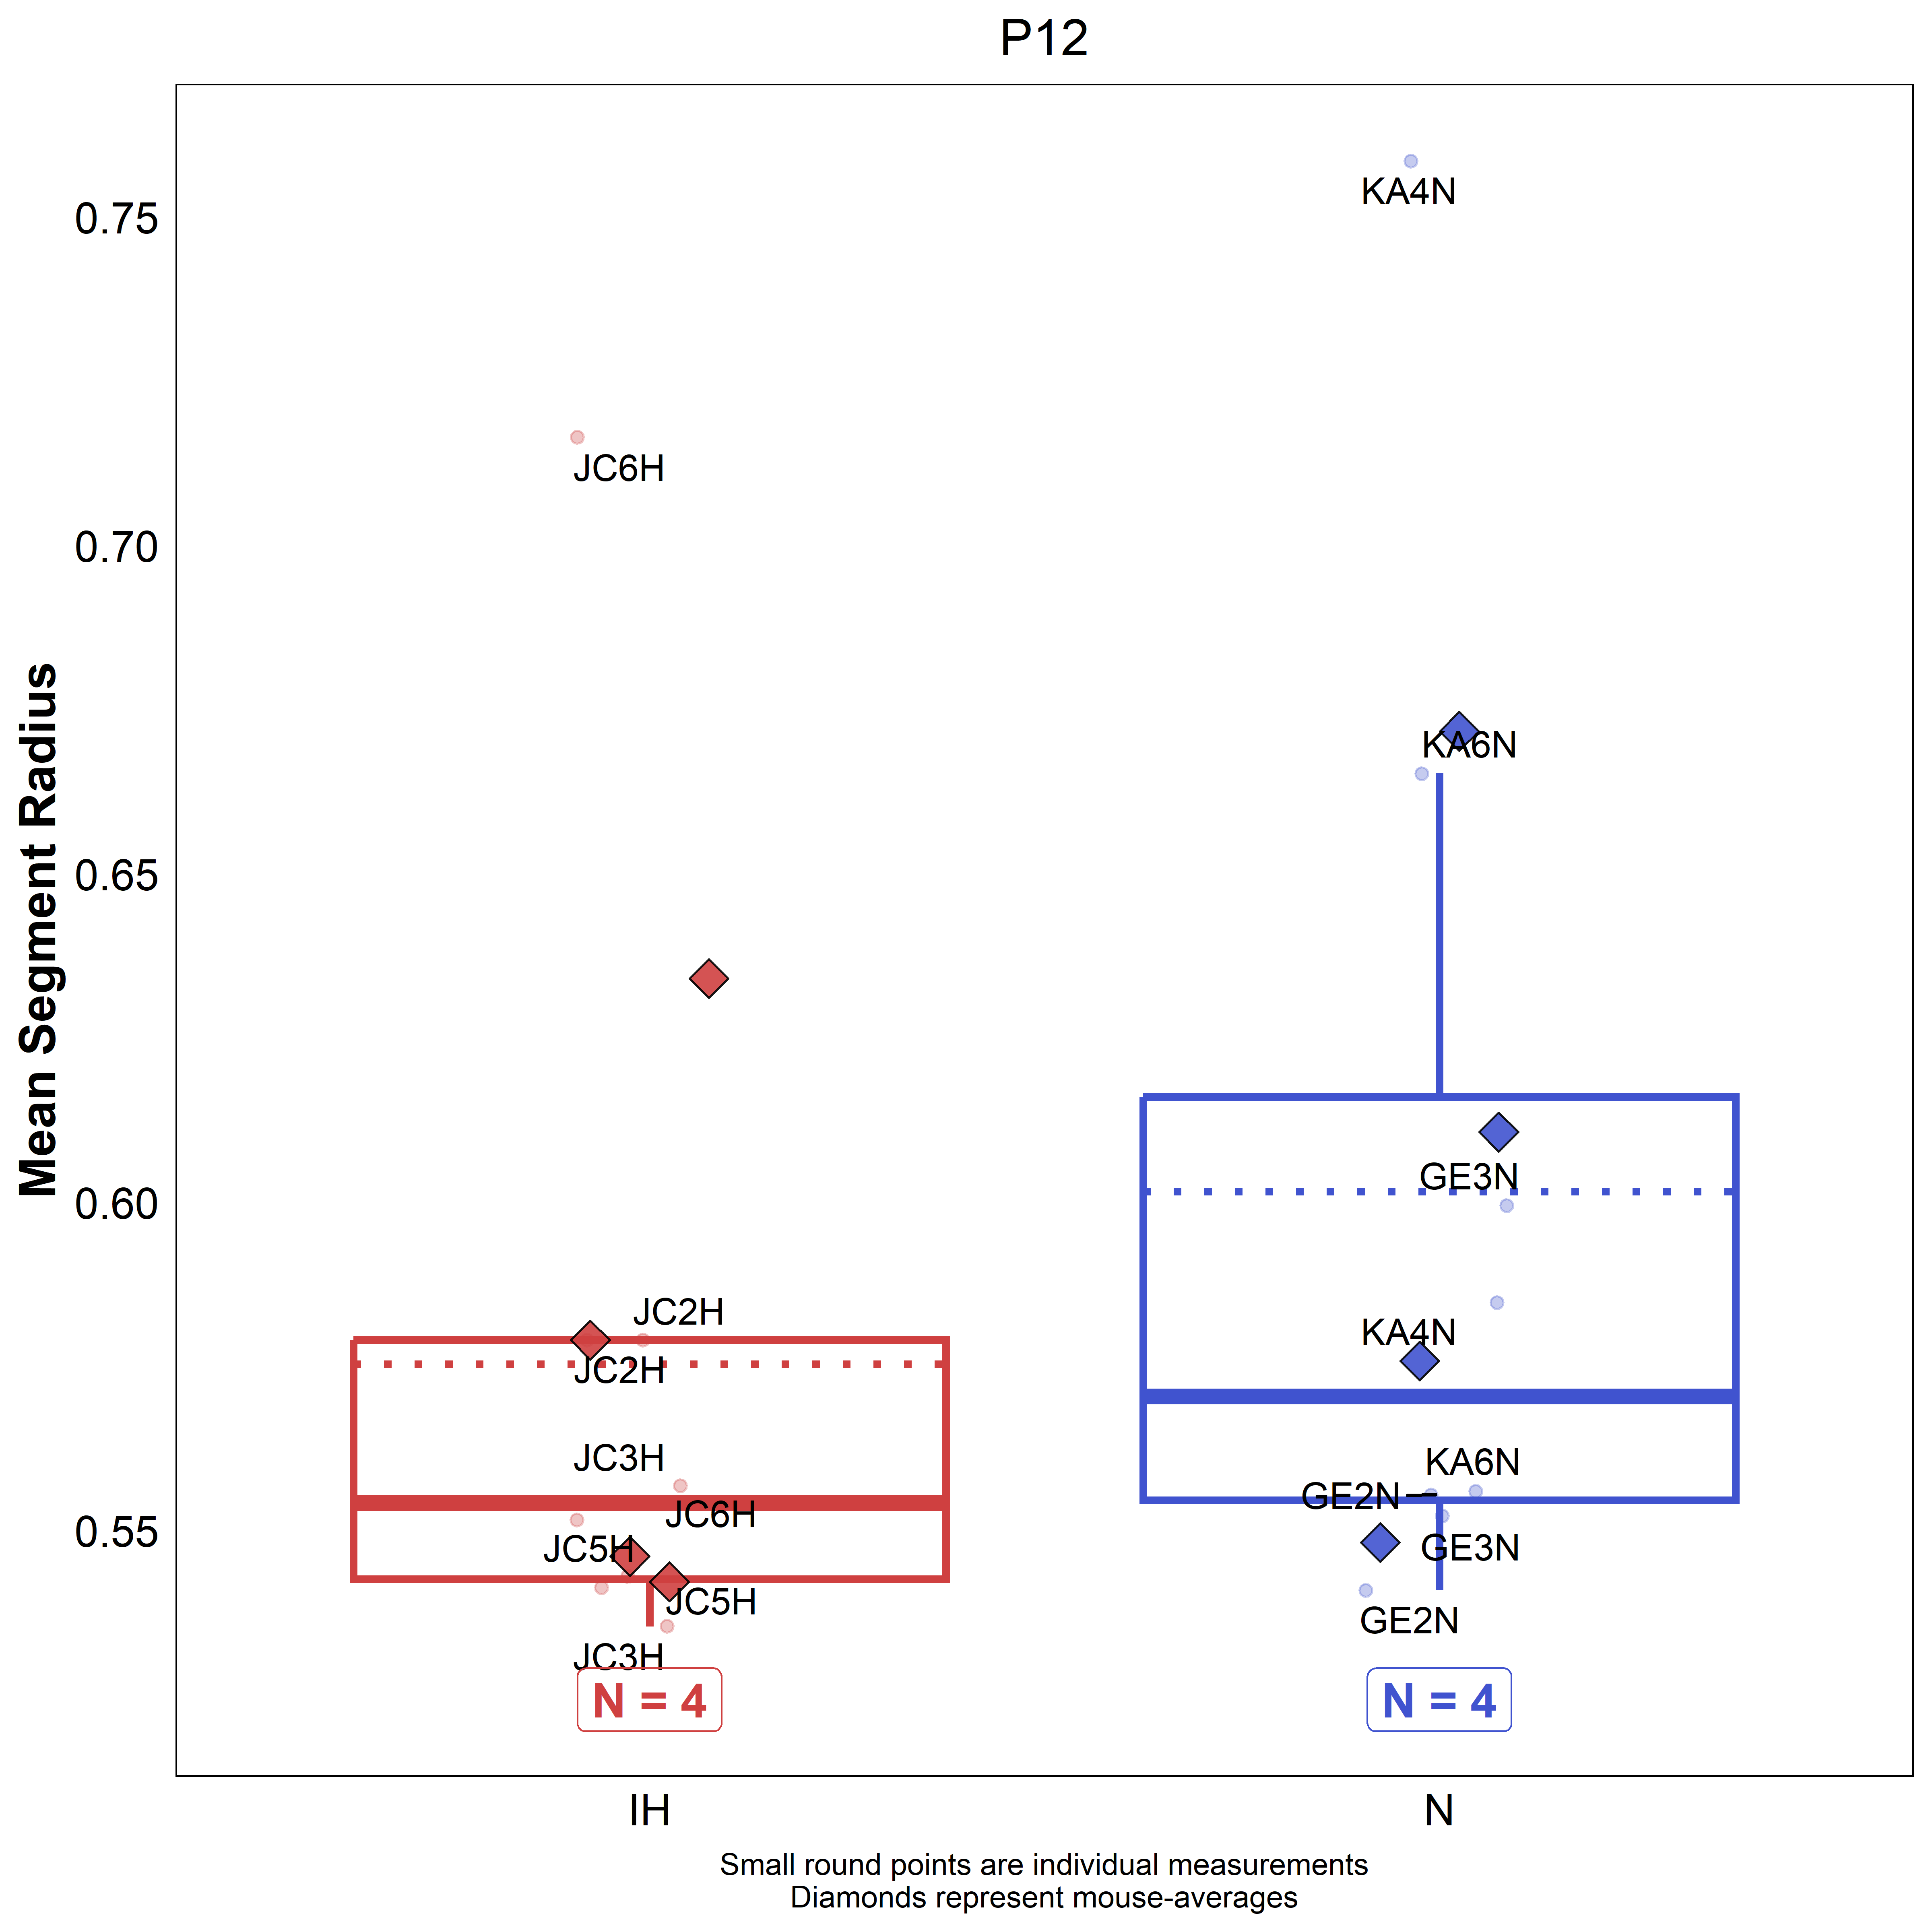 P12
Mean Segment Radius
0.75
0.70
0.65
0.60
0.55
KA4N
JC6H
KA6N
GE3N
JC2H
KA4N
JC2H
JC3H
KA6N
GE2N
JC6H
JC5H
GE3N
JC5H
GE2N
JC3H
N = 4
N = 4
IH
N
Small round points are individual measurements
Diamonds represent mouse-averages